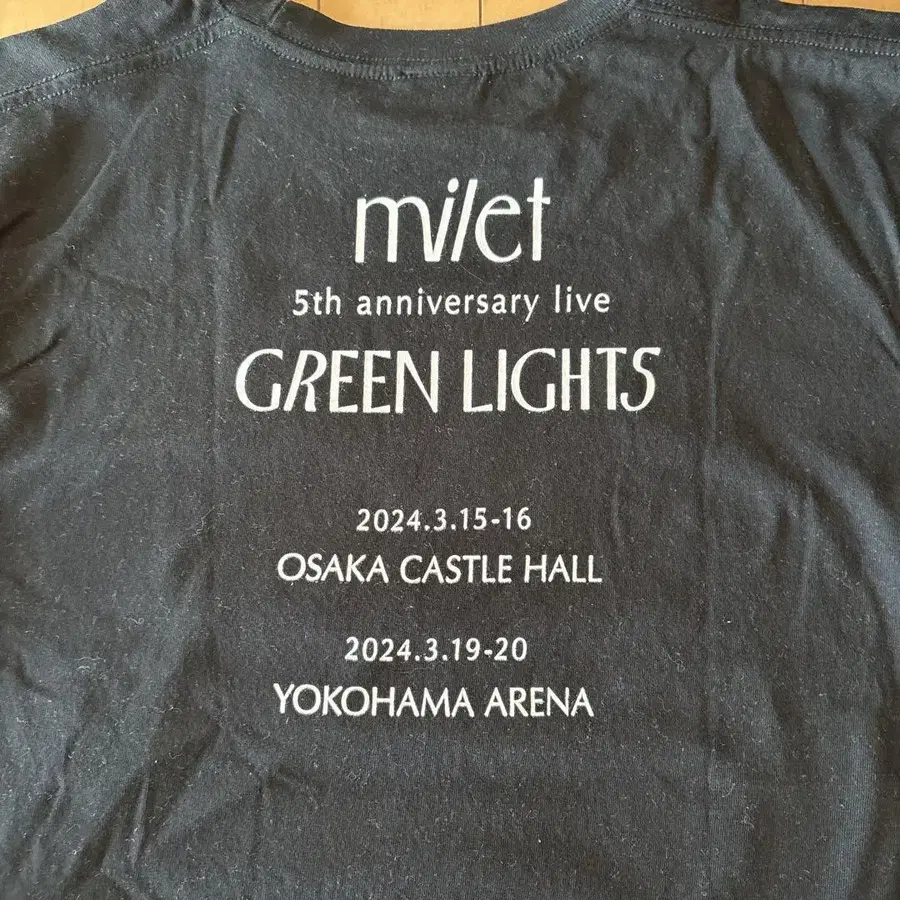 milet
5th anniversary live
GREEN LIGHTS
2024.3.15-16
OSAKA CASTLE HALL
2024.3.19-20
YOKOHAMA ARENA